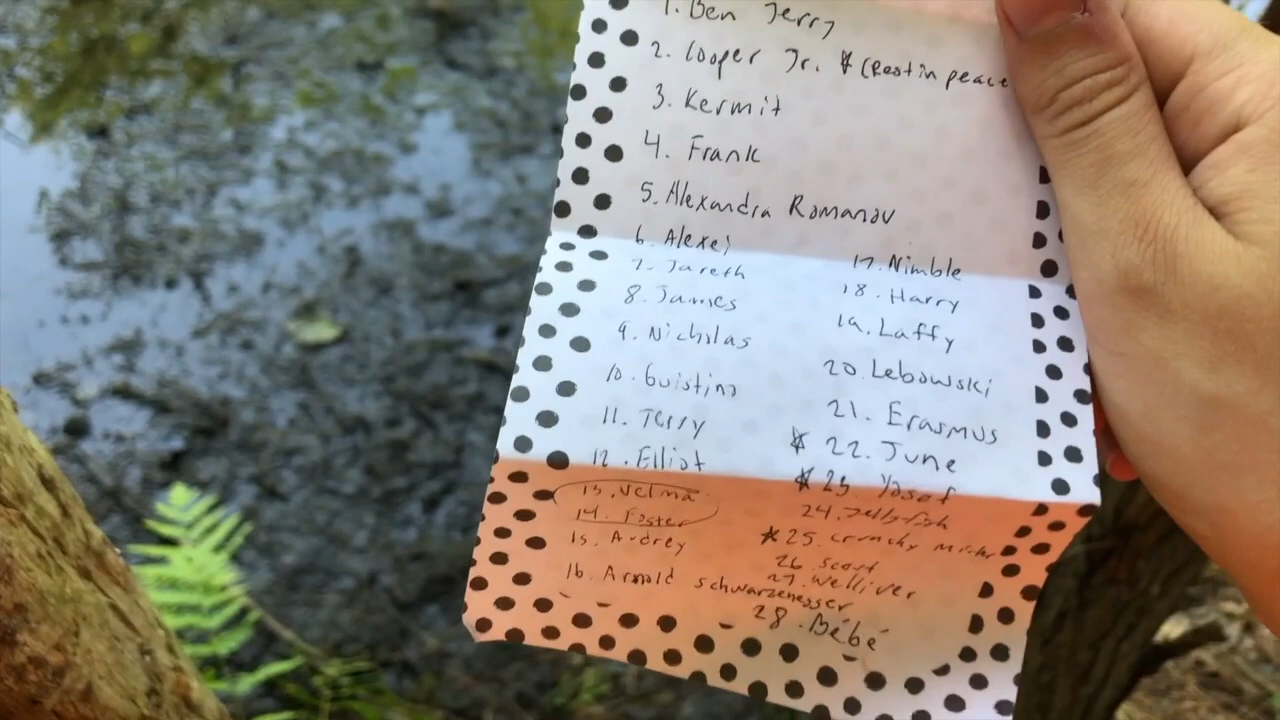 1. Ben Jerry
2. Cooper Jr. * (Rest in peace
3. Kermit
4. Frank
5. Alexandra Romanov
6. Alexei
7. Jareth
8. James
9. Nicholas
10. Guistino
11. Terry
12. Elliot
13. Velma
14. Foster
15. Audrey
16. Arnold Schwarzenegger
17. Nimble
18. Harry
19. Laffy
20. Lebowski
21. Erasmus
* 22. June
* 23. Yosef
24. Jellyfish
* 25. Crunchy
26. Scout
27. Welliver
28. Bébé